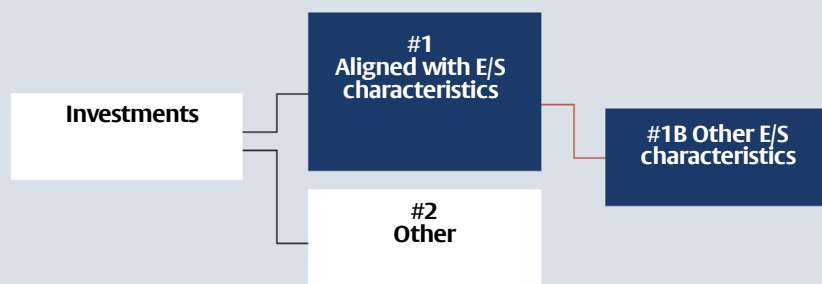 Investments
#1
Aligned with E/S
characteristics
#1B Other E/S
characteristics
#2
Other